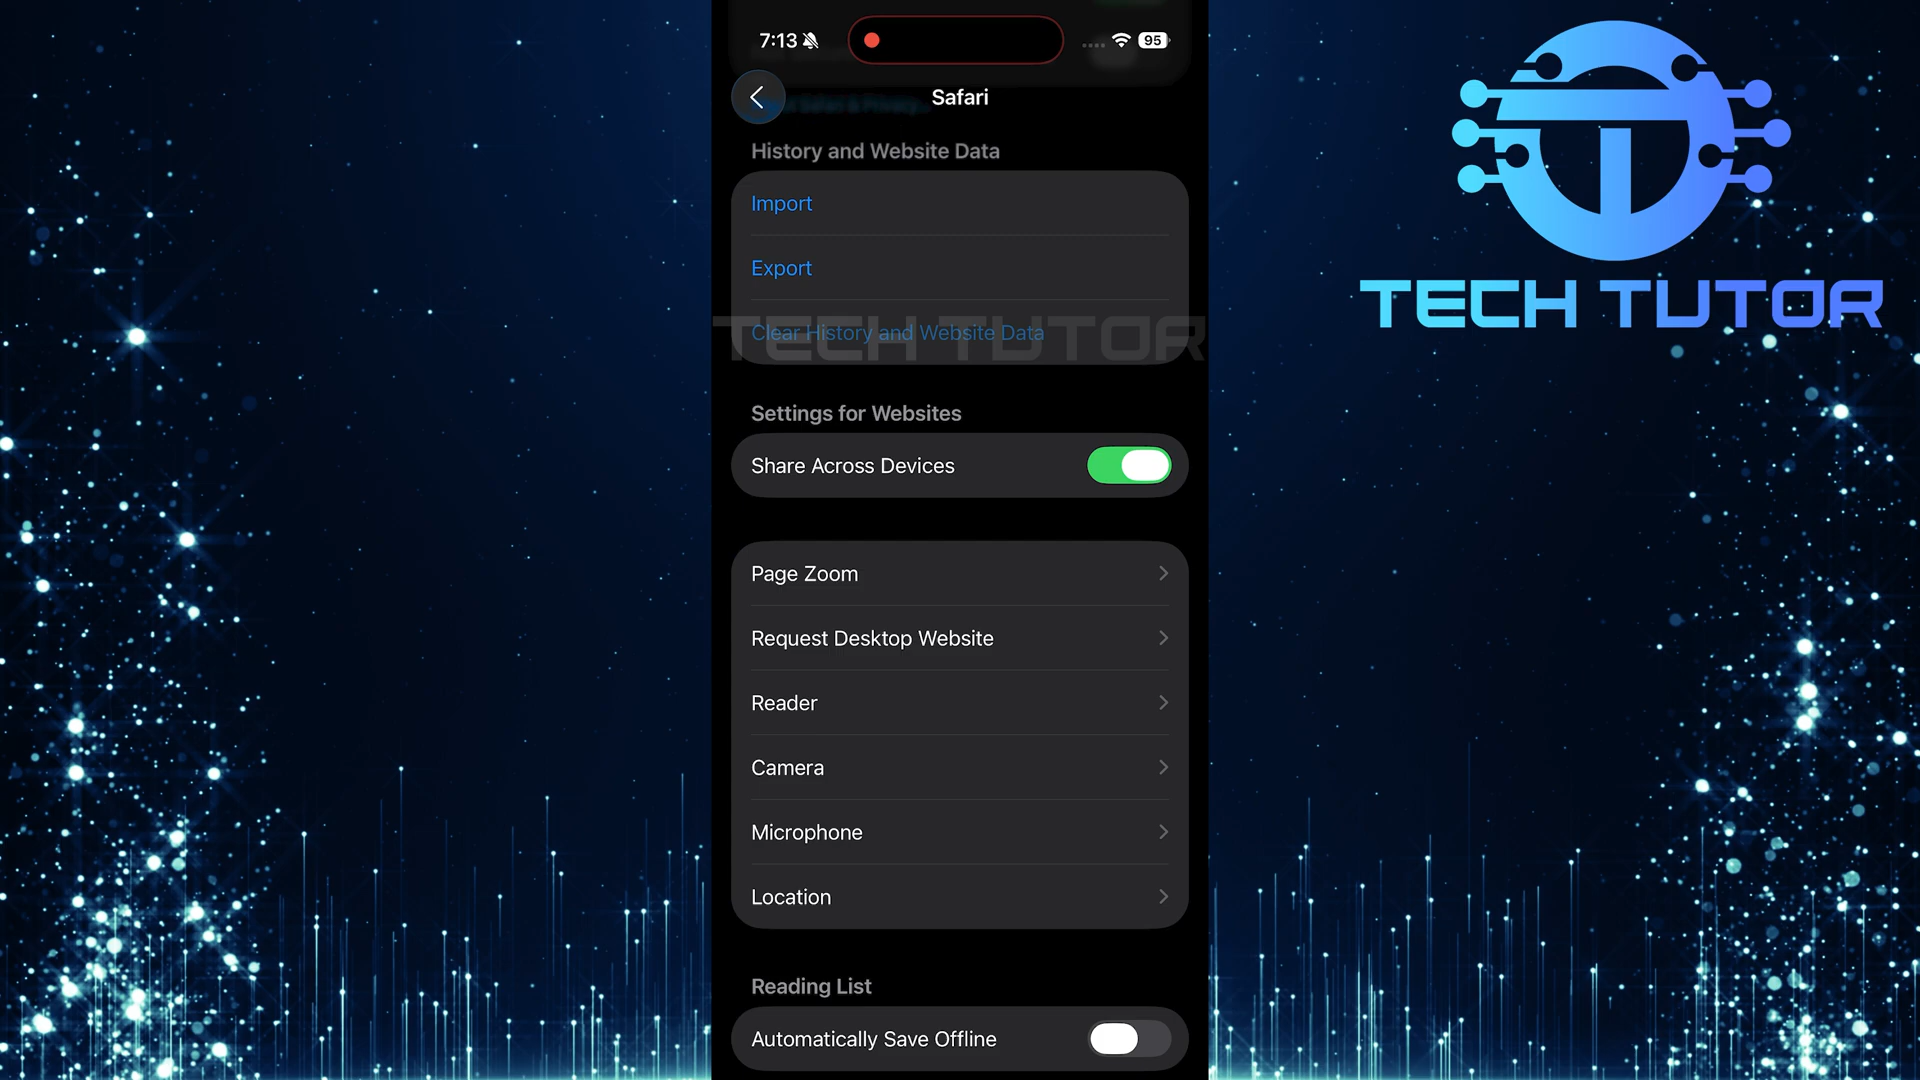 7:13
95
Safari
History and Website Data
Import
Export
Clear History and Website Data
TECH TUTOR
Settings for Websites
Share Across Devices
Page Zoom
Request Desktop Website
Reader
Camera
Microphone
Location
Reading List
Automatically Save Offline
TECH TUTOR